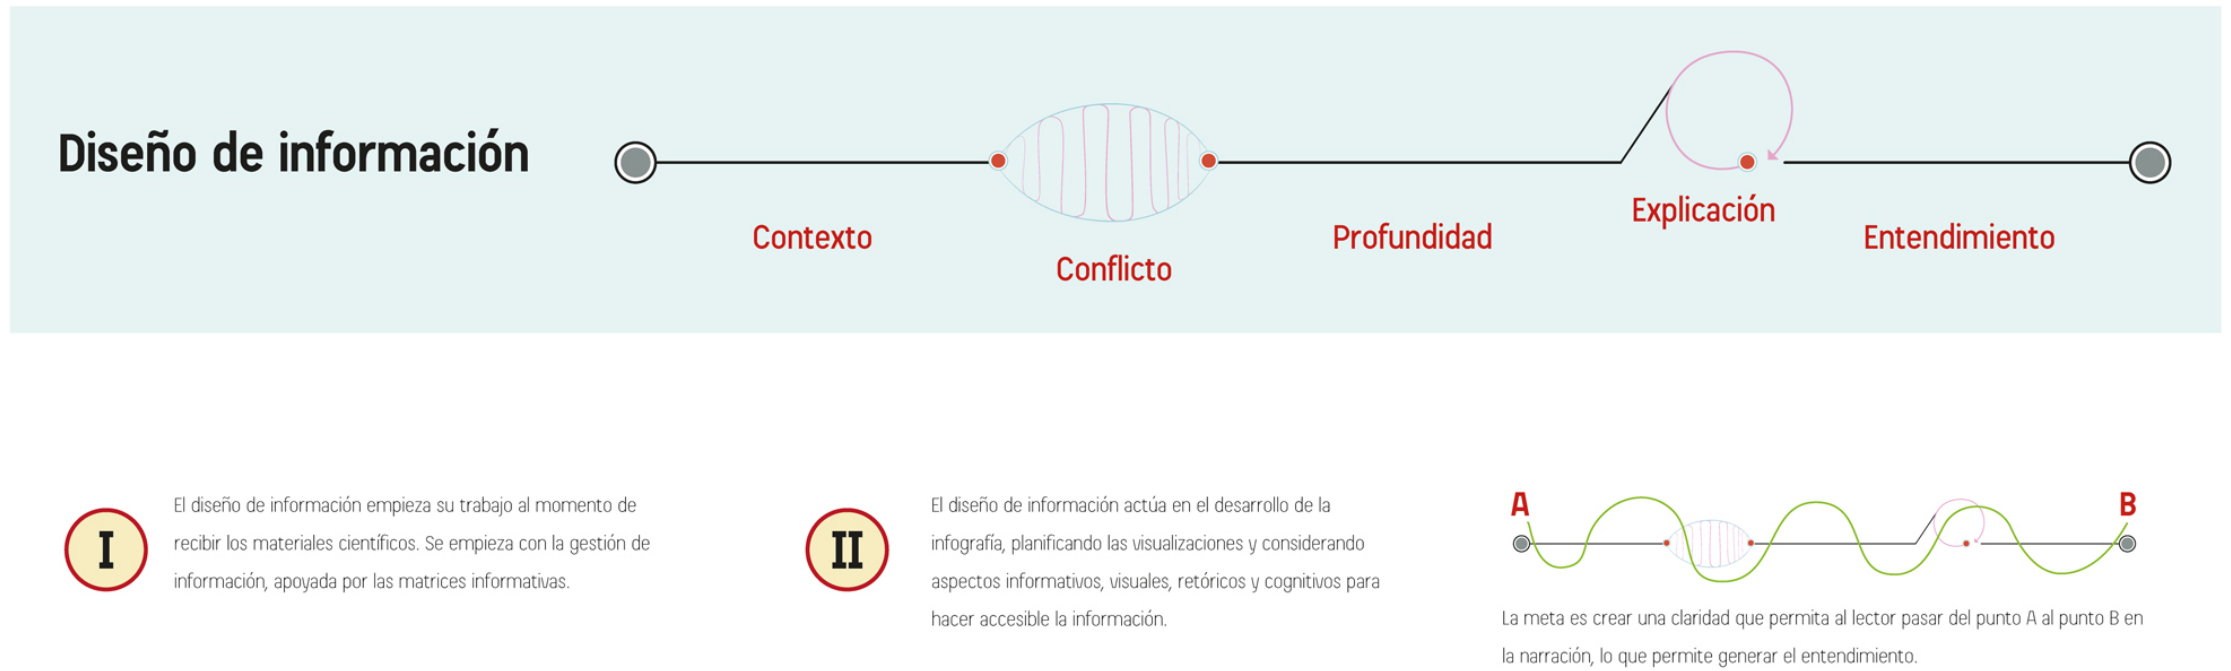 Diseño de información
Contexto
Conflicto
Profundidad
Explicación
Entendimiento
I
El diseño de información empieza su trabajo al momento de
recibir los materiales científicos. Se empieza con la gestión de
información, apoyada por las matrices informativas.
II
El diseño de información actúa en el desarrollo de la
infografía, planificando las visualizaciones y considerando
aspectos informativos, visuales, retóricos y cognitivos para
hacer accesible la información.
A
B
La meta es crear una claridad que permita al lector pasar del punto A al punto B en
la narración, lo que permite generar el entendimiento.